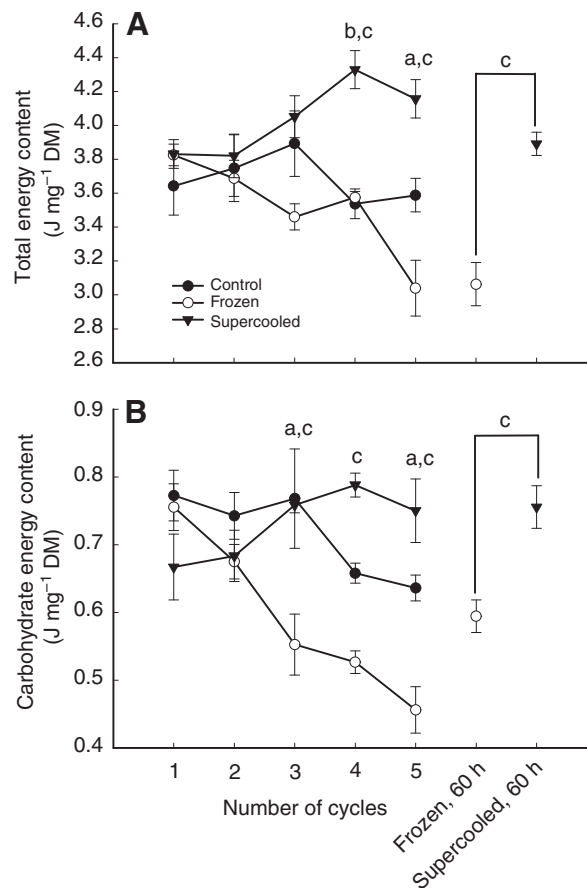 A
4.6
4.4
4.2
4.0
3.8
3.6
3.4
3.2
3.0
2.8
2.6
Total energy content
(J mg⁻¹ DM)
b,c
a,c
c
Control
Frozen
Supercooled
B
0.9
0.8
0.7
0.6
0.5
0.4
Carbohydrate energy content
(J mg⁻¹ DM)
a,c
c
a,c
c
1 2 3 4 5
Number of cycles
Frozen, 60 h
Supercooled, 60 h